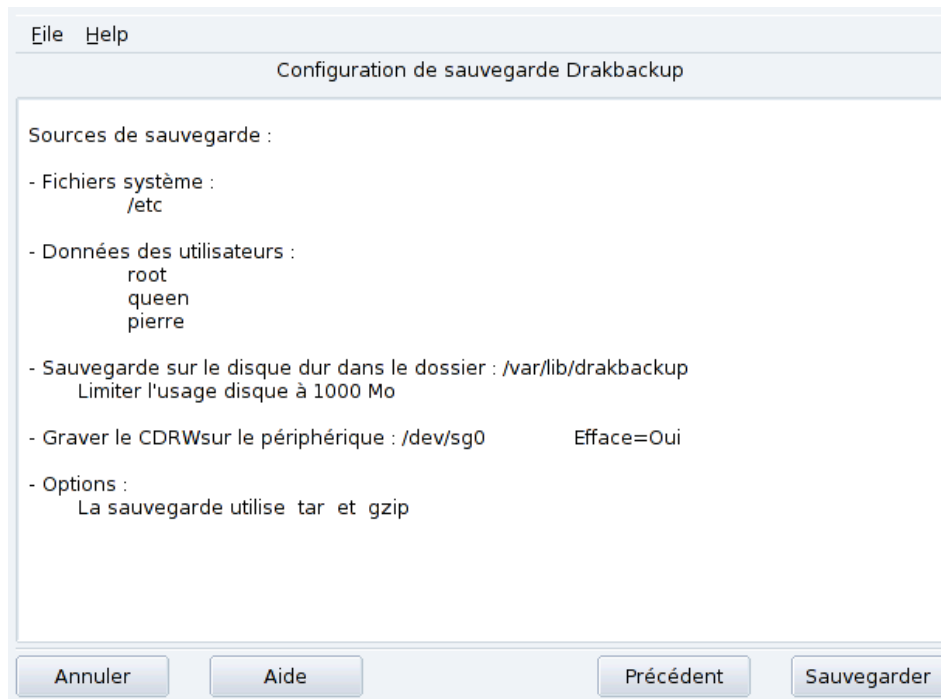 File Help
Configuration de sauvegarde Drakbackup
Sources de sauvegarde :
- Fichiers système :
/etc
- Données des utilisateurs :
root
queen
pierre
- Sauvegarde sur le disque dur dans le dossier : /var/lib/drakbackup
Limiter l'usage disque à 1000 Mo
- Graver le CDRWsur le périphérique : /dev/sg0 Efface=Oui
- Options :
La sauvegarde utilise tar et gzip
Annuler Aide Précédent Sauvegarder